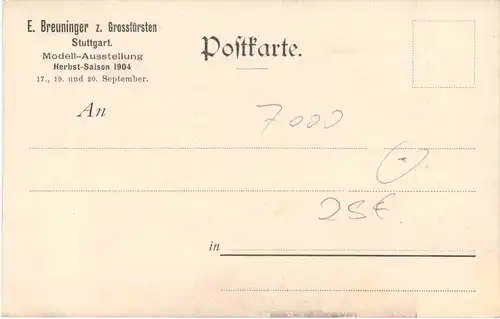 E. Breuninger z. Grossfürsten
Stuttgart.
Modell-Ausstellung
Herbst-Saison 1904
17., 19. und 20. September.
Postkarte.
An
7000
25€
in